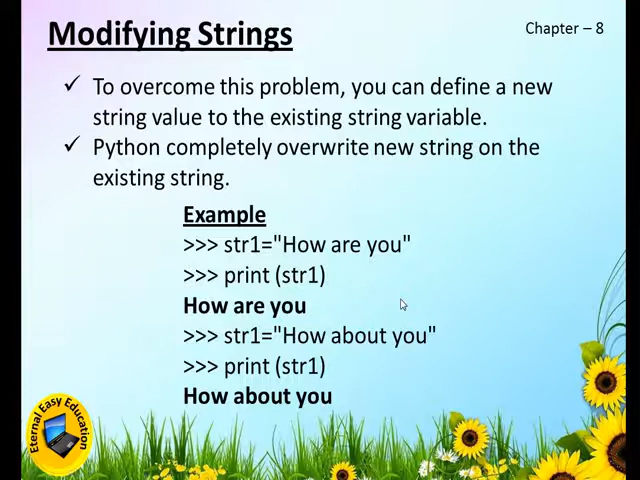 Modifying Strings
Chapter – 8
✓ To overcome this problem, you can define a new
string value to the existing string variable.
✓ Python completely overwrite new string on the
existing string.
Example
>>> str1="How are you"
>>> print (str1)
How are you
>>> str1="How about you"
>>> print (str1)
How about you
Eternal Easy Education